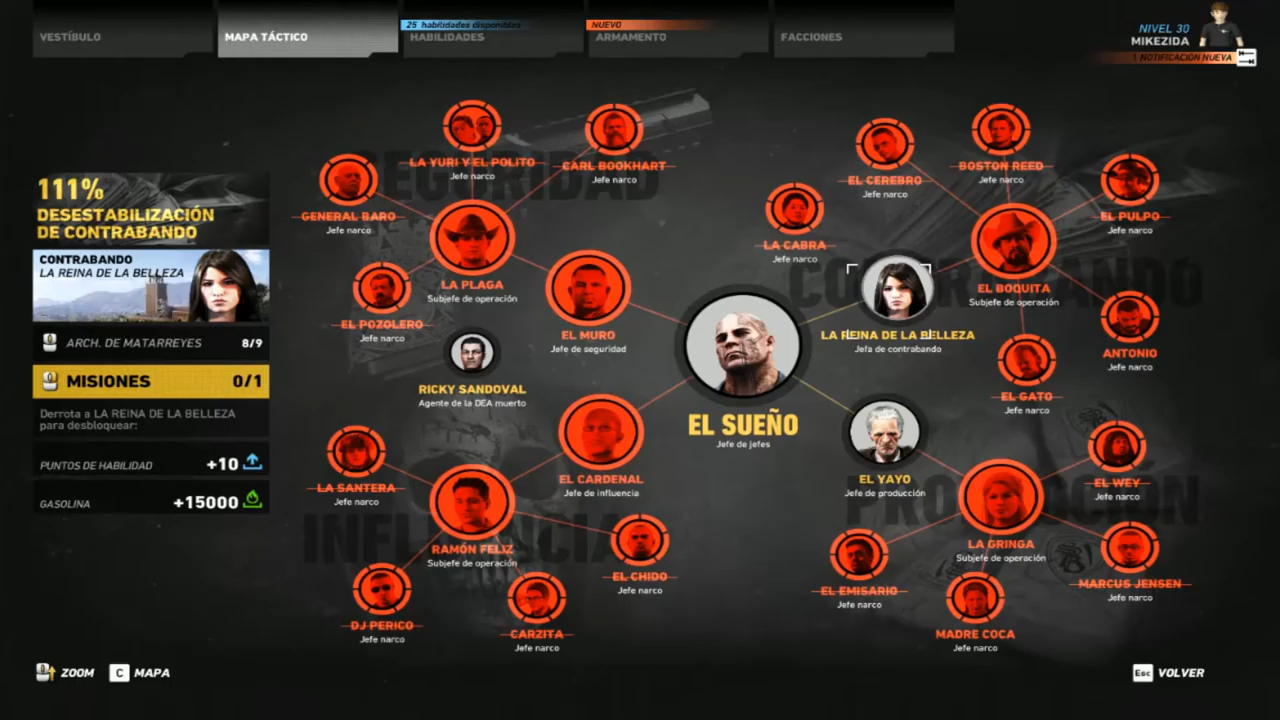 VESTÍBULO
MAPA TÁCTICO
25 habilidades disponibles
HABILIDADES
NUEVO
ARMAMENTO
FACCIONES
NIVEL 30
MIKEZIDA
1 NOTIFICACIÓN NUEVA
SEGURIDAD
CONTRABANDO
INFLUENCIA
PRODUCCIÓN
111%
DESESTABILIZACIÓN
DE CONTRABANDO
CONTRABANDO
LA REINA DE LA BELLEZA
ARCH. DE MATARREYES 8/9
MISIONES 0/1
Derrota a LA REINA DE LA BELLEZA
para desbloquear:
PUNTOS DE HABILIDAD +10
GASOLINA +15000
LA YURI Y EL POLITO
Jefe narco
CARL BOOKHART
Jefe narco
GENERAL BARO
Jefe narco
LA PLAGA
Subjefe de operación
EL POZOLERO
Jefe narco
EL MURO
Jefe de seguridad
RICKY SANDOVAL
Agente de la DEA muerto
EL CEREBRO
Jefe narco
BOSTON REED
Jefe narco
EL PULPO
Jefe narco
LA CABRA
Jefe narco
EL BOQUITA
Subjefe de operación
LA REINA DE LA BELLEZA
Jefa de contrabando
ANTONIO
Jefe narco
EL GATO
Jefe narco
EL SUEÑO
Jefe de jefes
EL CARDENAL
Jefe de influencia
LA SANTERA
Jefe narco
RAMÓN FELIZ
Subjefe de operación
EL CHIDO
Jefe narco
DJ PERICO
Jefe narco
CARZITA
Jefe narco
EL YAYO
Jefe de producción
EL WEY
Jefe narco
LA GRINGA
Subjefe de operación
EL EMISARIO
Jefe narco
MARCUS JENSEN
Jefe narco
MADRE COCA
Jefe narco
ZOOM
C MAPA
Esc VOLVER